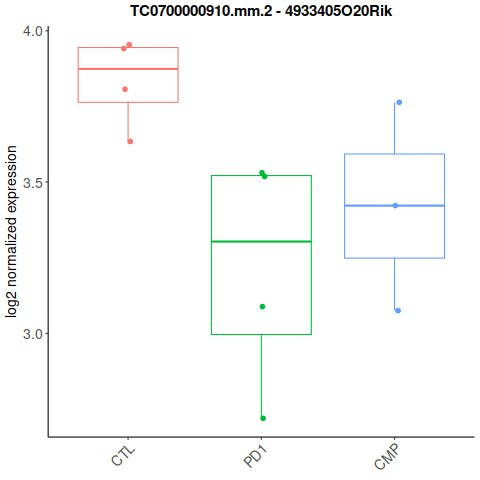 TC0700000910.mm.2 - 4933405O20Rik
log2 normalized expression
4.0
3.5
3.0
CTL
PD1
CMP